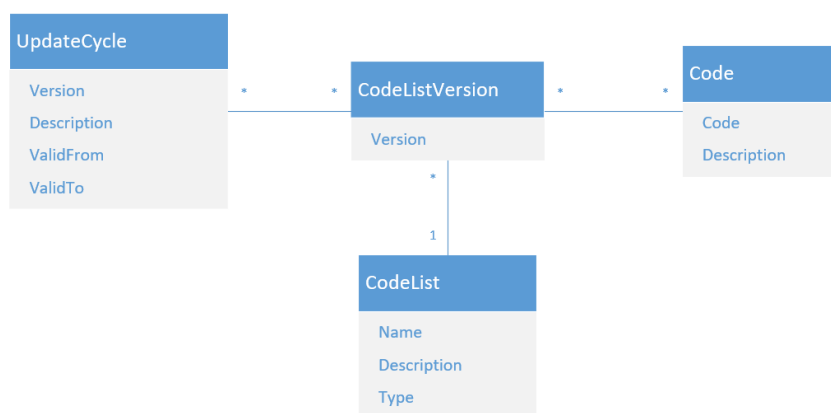 UpdateCycle
Version
Description
ValidFrom
ValidTo
* *
CodeListVersion
Version
* *
Code
Code
Description
*
1
CodeList
Name
Description
Type